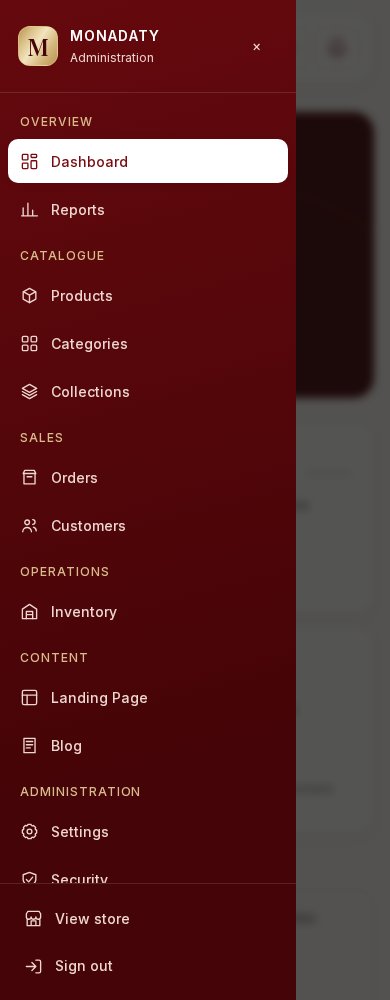 M
MONADATY
Administration
×
OVERVIEW
Dashboard
Reports
CATALOGUE
Products
Categories
Collections
SALES
Orders
Customers
OPERATIONS
Inventory
CONTENT
Landing Page
Blog
ADMINISTRATION
Settings
Security
View store
Sign out